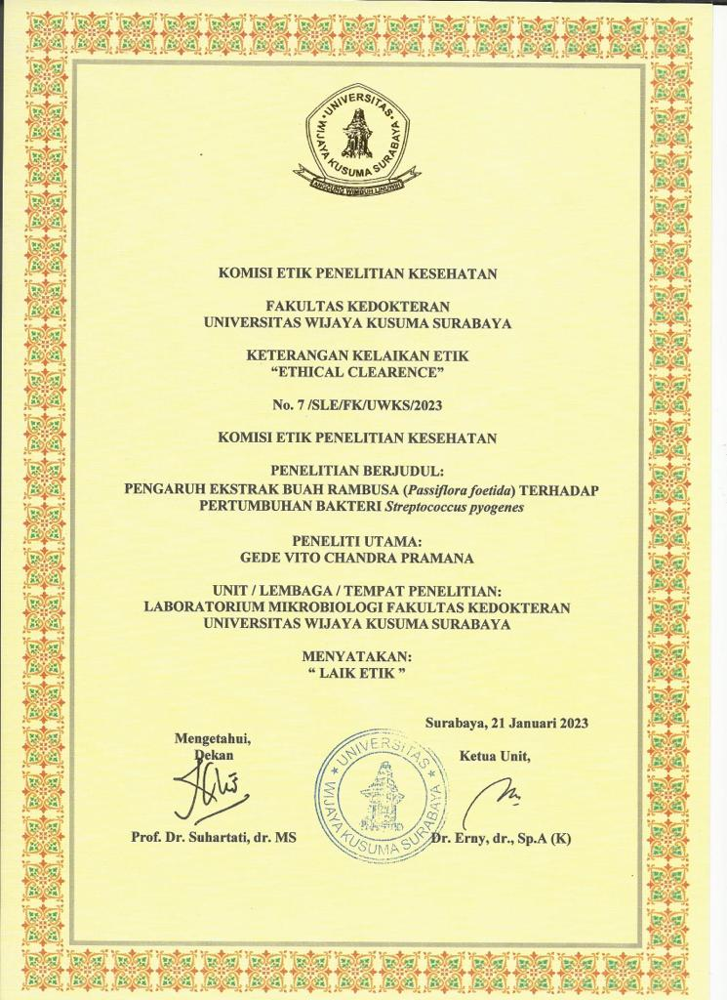 UNIVERSITAS
WIJAYA KUSUMA SURABAYA
KOMISI ETIK PENELITIAN KESEHATAN
FAKULTAS KEDOKTERAN
UNIVERSITAS WIJAYA KUSUMA SURABAYA
KETERANGAN KELAIKAN ETIK
“ETHICAL CLEARENCE”
No. 7 /SLE/FK/UWKS/2023
KOMISI ETIK PENELITIAN KESEHATAN
PENELITIAN BERJUDUL:
PENGARUH EKSTRAK BUAH RAMBUSA (Passiflora foetida) TERHADAP
PERTUMBUHAN BAKTERI Streptococcus pyogenes
PENELITI UTAMA:
GEDE VITO CHANDRA PRAMANA
UNIT / LEMBAGA / TEMPAT PENELITIAN:
LABORATORIUM MIKROBIOLOGI FAKULTAS KEDOKTERAN
UNIVERSITAS WIJAYA KUSUMA SURABAYA
MENYATAKAN:
“ LAIK ETIK ”
Surabaya, 21 Januari 2023
Mengetahui,
Dekan
Ketua Unit,
UNIVERSITAS
WIJAYA KUSUMA SURABAYA
Prof. Dr. Suhartati, dr. MS
Dr. Erny, dr., Sp.A (K)